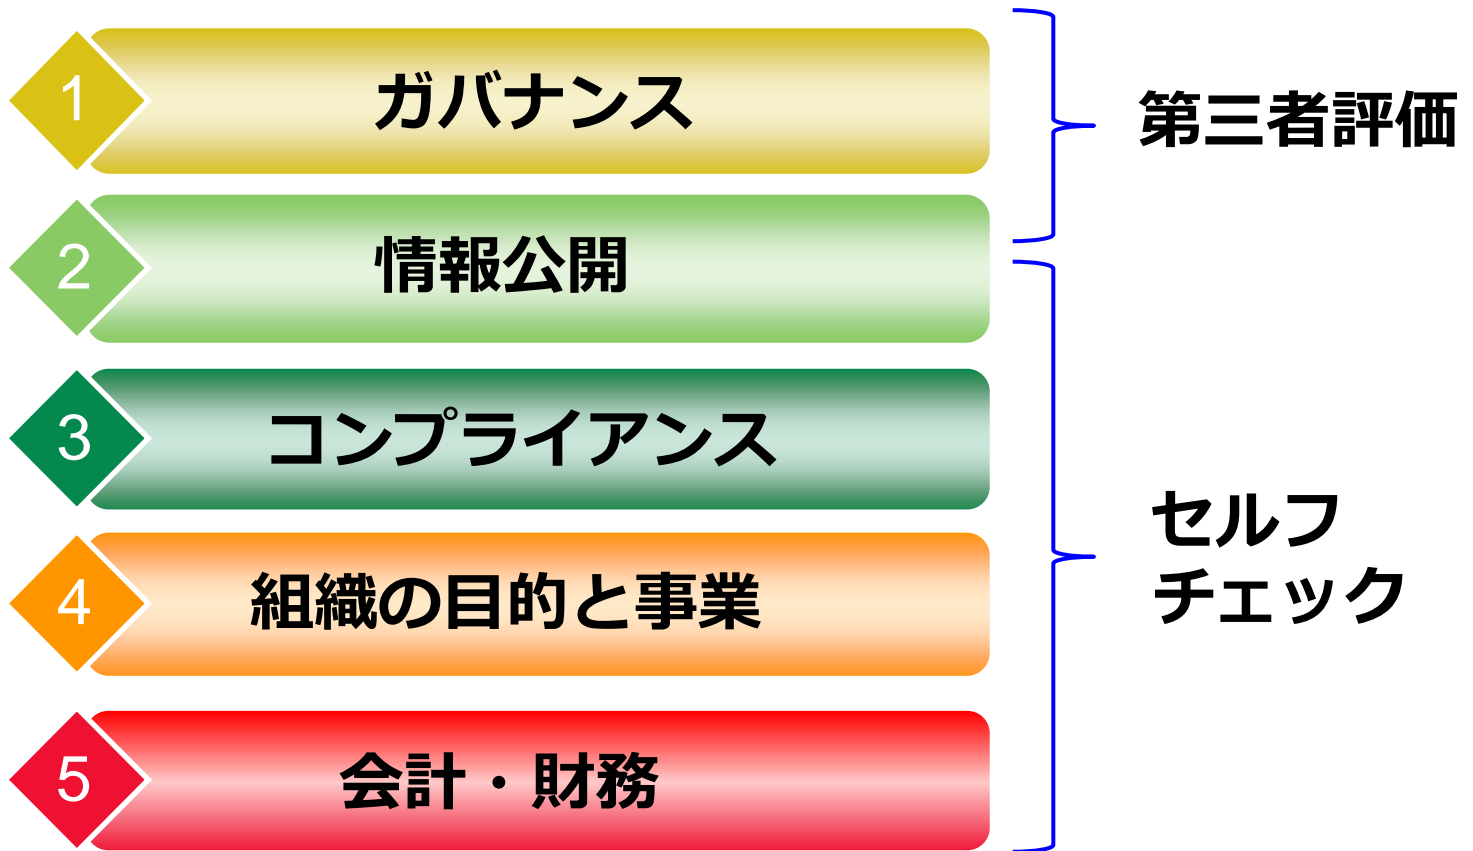 1
ガバナンス
第三者評価
2
情報公開
3
コンプライアンス
4
組織の目的と事業
セルフ
チェック
5
会計・財務